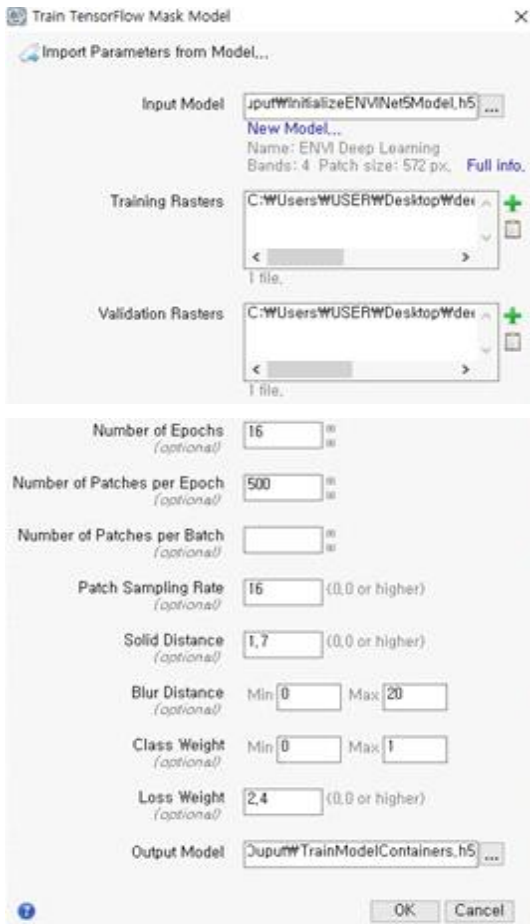 Train TensorFlow Mask Model
Import Parameters from Model...
Input Model
uput₩InitializeENVINet5Model.h5
...
New Model...
Name: ENVI Deep Learning
Bands: 4 Patch size: 572 px. Full info.
Training Rasters
C:₩Users₩USER₩Desktop₩dee
1 file.
Validation Rasters
C:₩Users₩USER₩Desktop₩dee
1 file.
Number of Epochs 16
(optional)
Number of Patches per Epoch 500
(optional)
Number of Patches per Batch
(optional)
Patch Sampling Rate 16 (0.0 or higher)
(optional)
Solid Distance 1.7 (0.0 or higher)
(optional)
Blur Distance Min 0 Max 20
(optional)
Class Weight Min 0 Max 1
(optional)
Loss Weight 2.4 (0.0 or higher)
(optional)
Output Model Ouput₩TrainModelContainers.h5 ...
OK Cancel